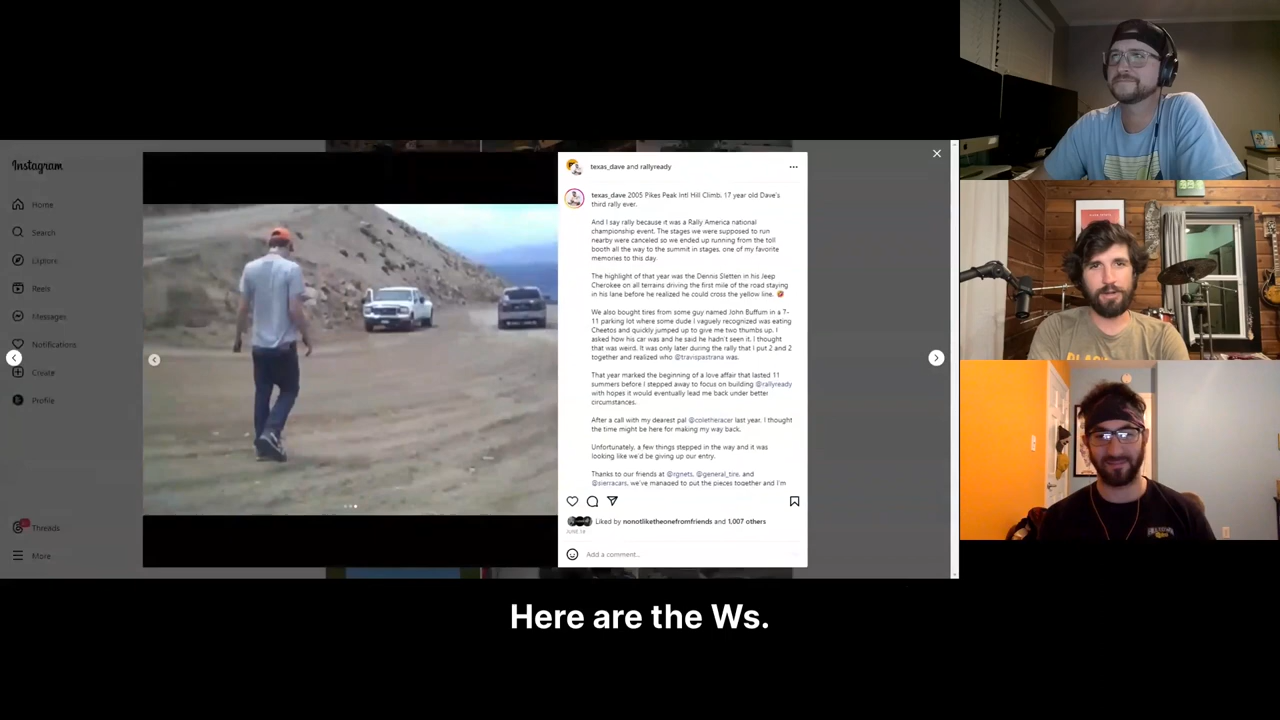 Instagram
Home
Search
Explore
Reels
Messages
Notifications
Create
Profile
Threads
More
texas_dave and rallyready
texas_dave 2005 Pikes Peak Intl Hill Climb. 17 year old Dave's
third rally ever.
And I say rally because it was a Rally America national
championship event. The stages we were supposed to run
nearby were canceled so we ended up running from the toll
booth all the way to the summit in stages, one of my favorite
memories to this day.
The highlight of that year was the Dennis Sletten in his Jeep
Cherokee on all terrains driving the first mile of the road staying
in his lane before he realized he could cross the yellow line. 🤣
We also bought tires from some guy named John Buffum in a 7-
11 parking lot where some dude I vaguely recognized was eating
Cheetos and quickly jumped up to give me two thumbs up. I
asked how his car was and he said he hadn't seen it. I thought
that was weird. It was only later during the rally that I put 2 and 2
together and realized who @travispastrana was.
That year marked the beginning of a love affair that lasted 11
summers before I stepped away to focus on building @rallyready
with hopes it would eventually lead me back under better
circumstances.
After a call with my dearest pal @coletheracer last year. I thought
the time might be here for making my way back.
Unfortunately, a few things stepped in the way and it was
looking like we'd be giving up our entry.
Thanks to our friends at @rgnets, @general_tire, and
@sierracars, we've managed to put the pieces together and I'm
Liked by nonotliketheonefromfriends and 1,007 others
JUNE 19
Add a comment...
Here are the Ws.